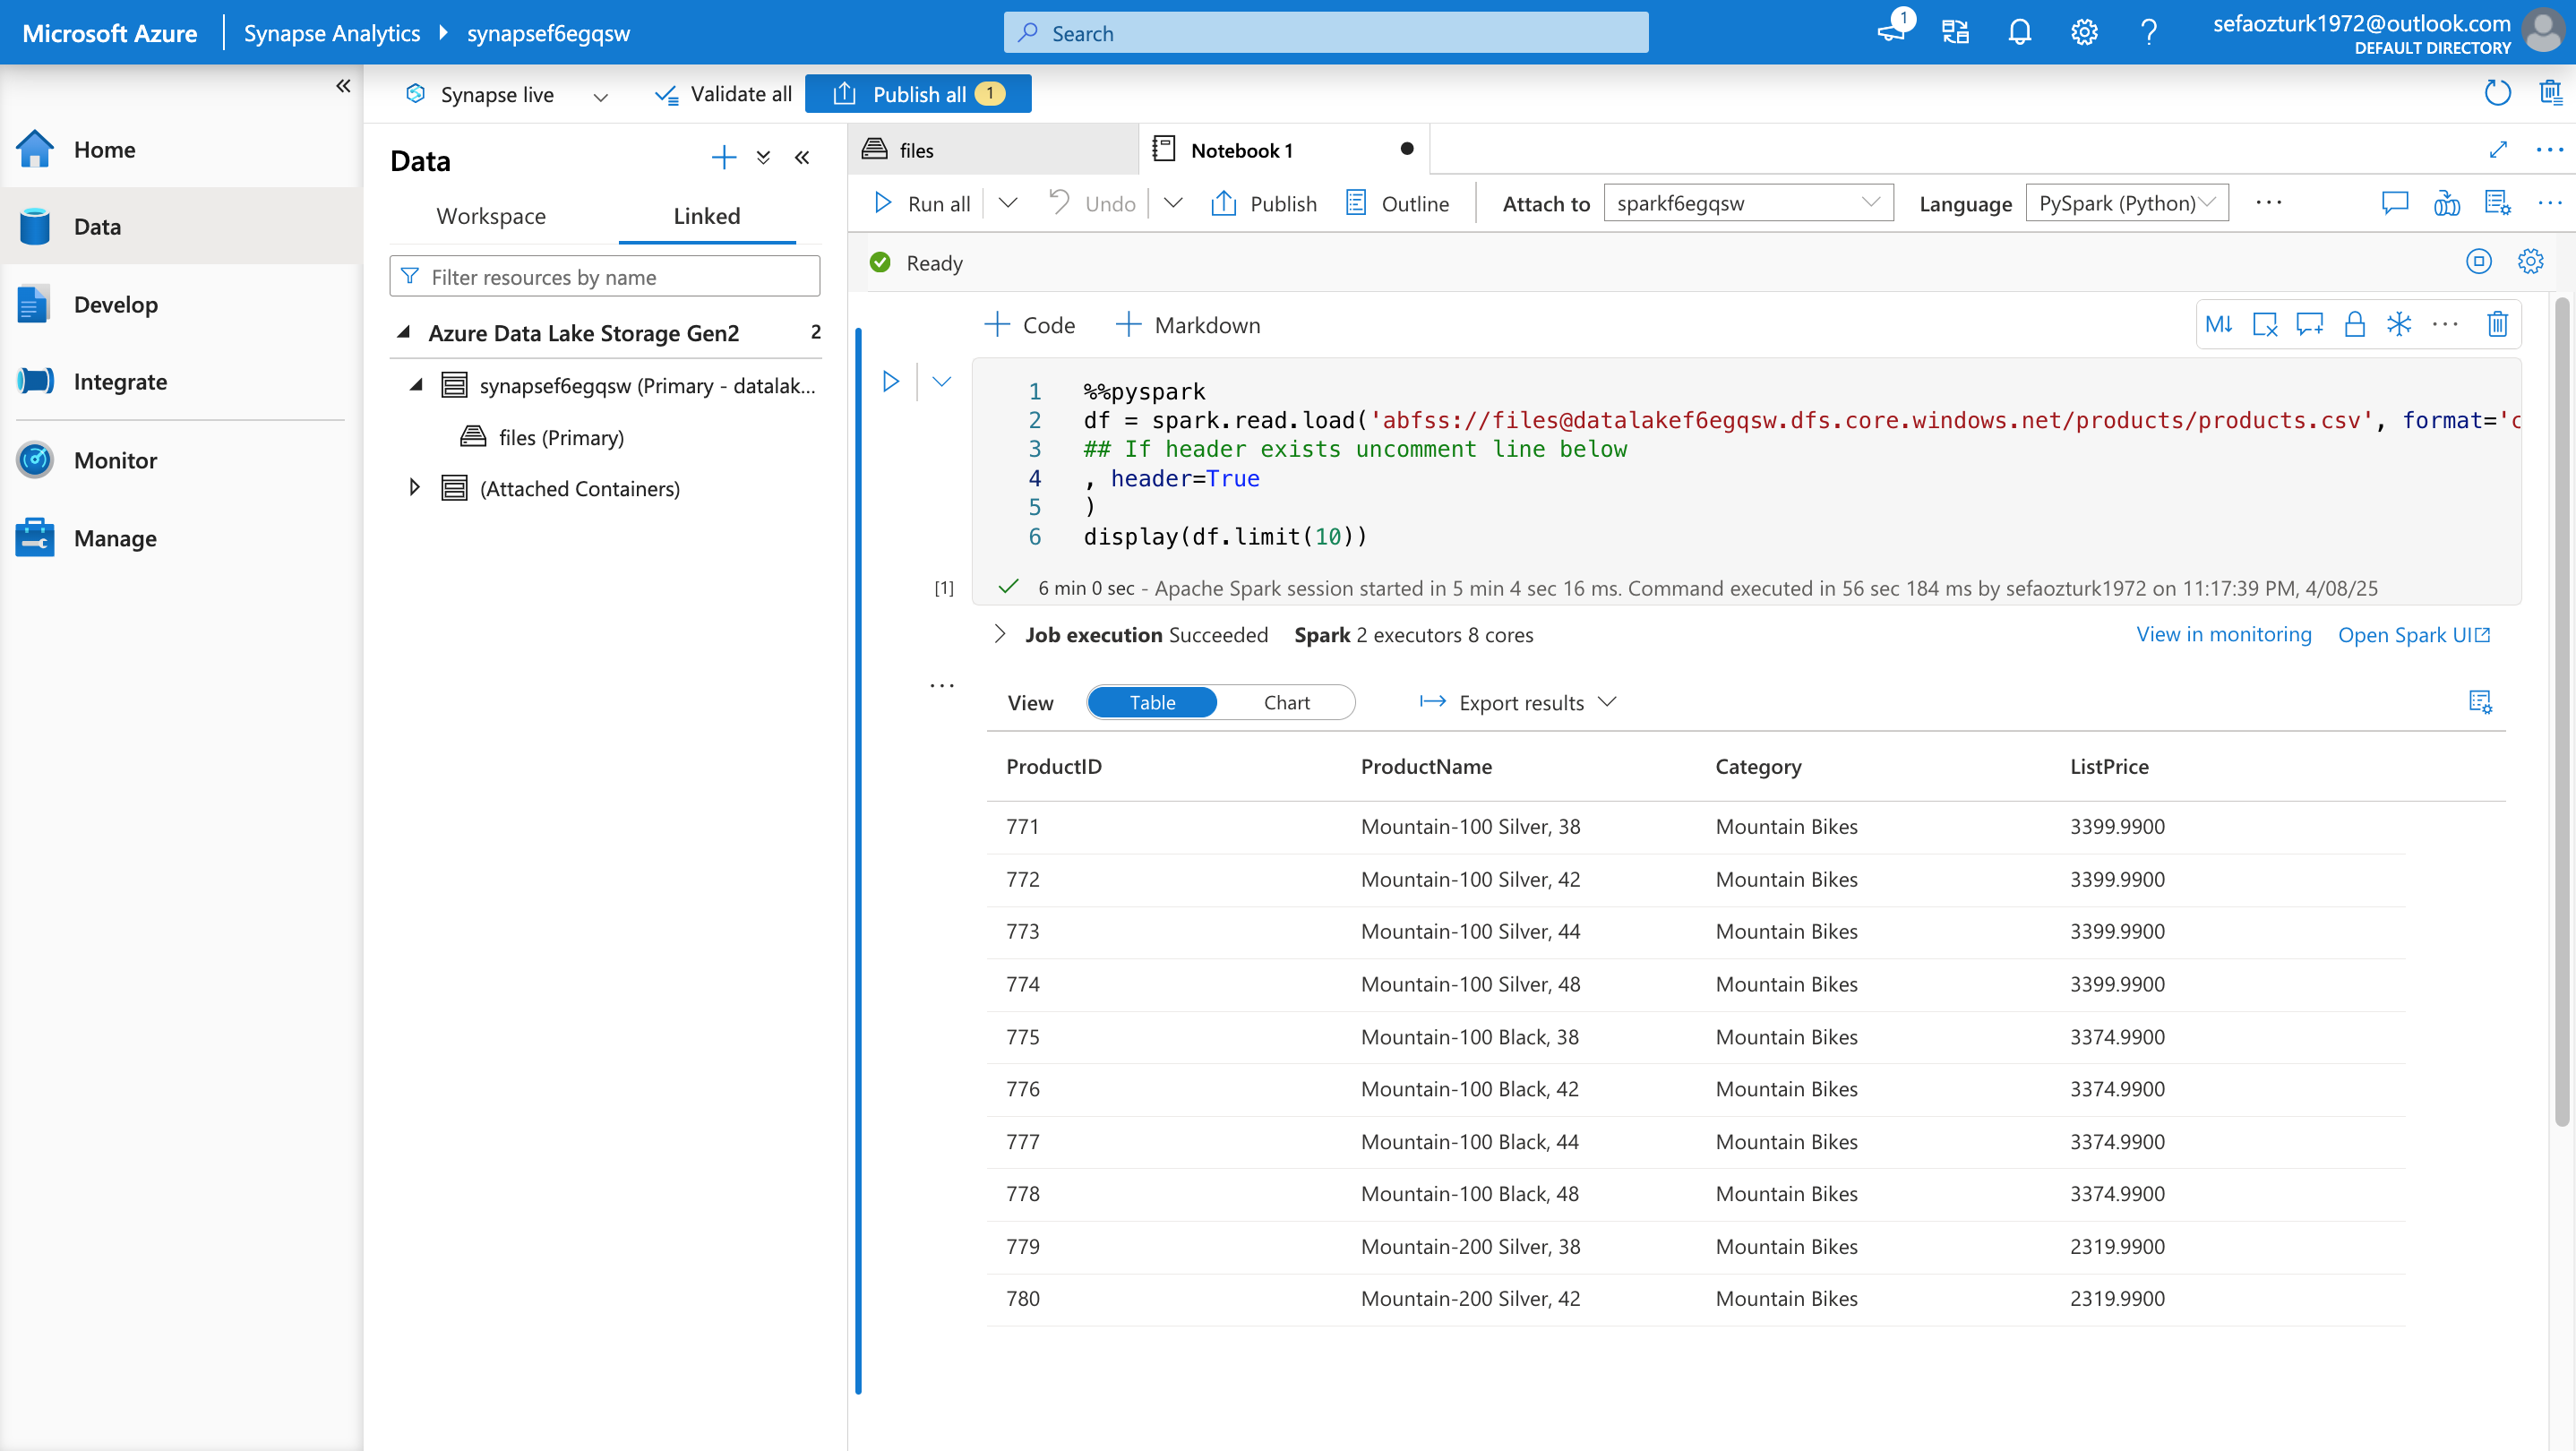 Microsoft Azure
Synapse Analytics
synapsef6egqsw
Search
1
sefaozturk1972@outlook.com
DEFAULT DIRECTORY
Synapse live
Validate all
Publish all 1
Home
Data
Develop
Integrate
Monitor
Manage
Data
Workspace
Linked
Filter resources by name
Azure Data Lake Storage Gen2 2
synapsef6egqsw (Primary - datalak...
files (Primary)
(Attached Containers)
files
Notebook 1
Run all
Undo
Publish
Outline
Attach to
sparkf6egqsw
Language
PySpark (Python)
Ready
Code
Markdown
M↓
1 %%pyspark
2 df = spark.read.load('abfss://files@datalakef6egqsw.dfs.core.windows.net/products/products.csv', format='c
3 ## If header exists uncomment line below
4 , header=True
5 )
6 display(df.limit(10))
[1] 6 min 0 sec - Apache Spark session started in 5 min 4 sec 16 ms. Command executed in 56 sec 184 ms by sefaozturk1972 on 11:17:39 PM, 4/08/25
Job execution Succeeded Spark 2 executors 8 cores
View in monitoring
Open Spark UI
View
Table
Chart
Export results
ProductID ProductName Category ListPrice
771 Mountain-100 Silver, 38 Mountain Bikes 3399.9900
772 Mountain-100 Silver, 42 Mountain Bikes 3399.9900
773 Mountain-100 Silver, 44 Mountain Bikes 3399.9900
774 Mountain-100 Silver, 48 Mountain Bikes 3399.9900
775 Mountain-100 Black, 38 Mountain Bikes 3374.9900
776 Mountain-100 Black, 42 Mountain Bikes 3374.9900
777 Mountain-100 Black, 44 Mountain Bikes 3374.9900
778 Mountain-100 Black, 48 Mountain Bikes 3374.9900
779 Mountain-200 Silver, 38 Mountain Bikes 2319.9900
780 Mountain-200 Silver, 42 Mountain Bikes 2319.9900